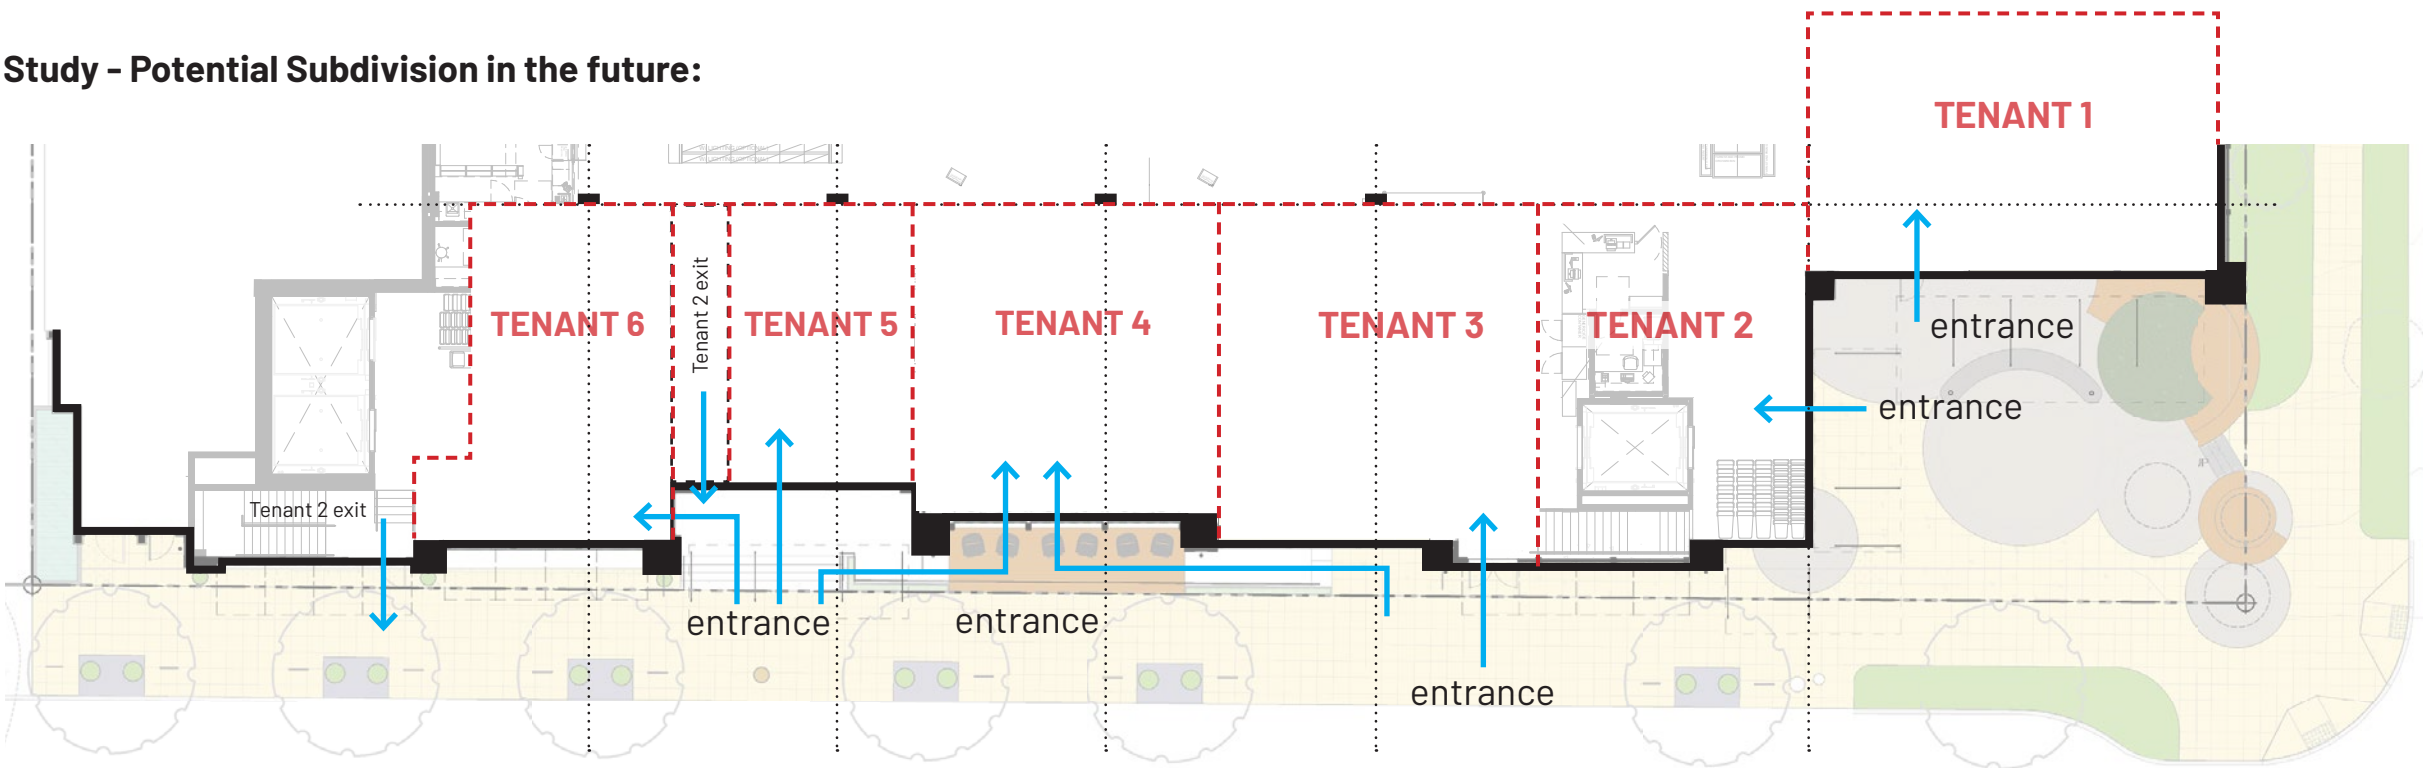 Study - Potential Subdivision in the future:
TENANT 1
TENANT 6
Tenant 2 exit
TENANT 5
TENANT 4
TENANT 3
TENANT 2
entrance
entrance
Tenant 2 exit
entrance
entrance
entrance